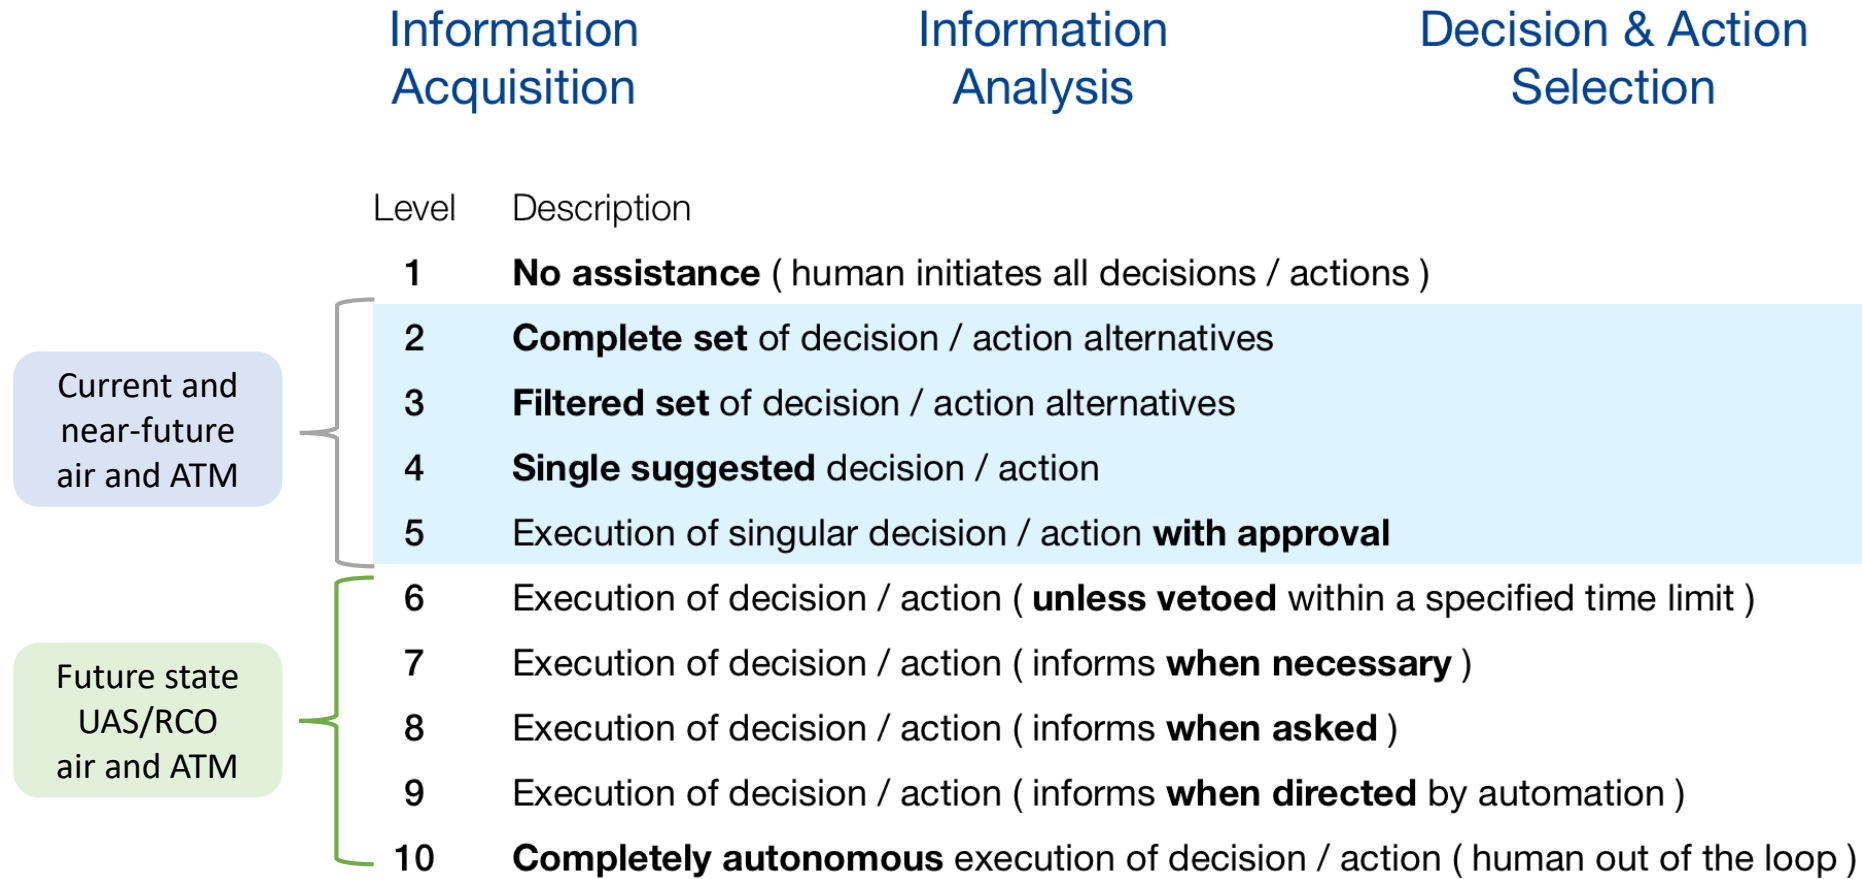 Information
Acquisition
Information
Analysis
Decision & Action
Selection
Level Description
1 No assistance ( human initiates all decisions / actions )
2 Complete set of decision / action alternatives
3 Filtered set of decision / action alternatives
4 Single suggested decision / action
5 Execution of singular decision / action with approval
6 Execution of decision / action ( unless vetoed within a specified time limit )
7 Execution of decision / action ( informs when necessary )
8 Execution of decision / action ( informs when asked )
9 Execution of decision / action ( informs when directed by automation )
10 Completely autonomous execution of decision / action ( human out of the loop )
Current and
near-future
air and ATM
Future state
UAS/RCO
air and ATM